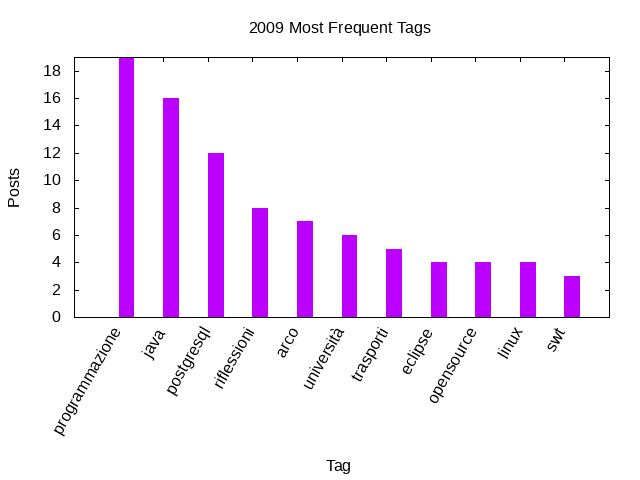 2009 Most Frequent Tags
Posts
18
16
14
12
10
8
6
4
2
0
programmazione
java
postgresql
riflessioni
arco
università
trasporti
eclipse
opensource
linux
swt
Tag